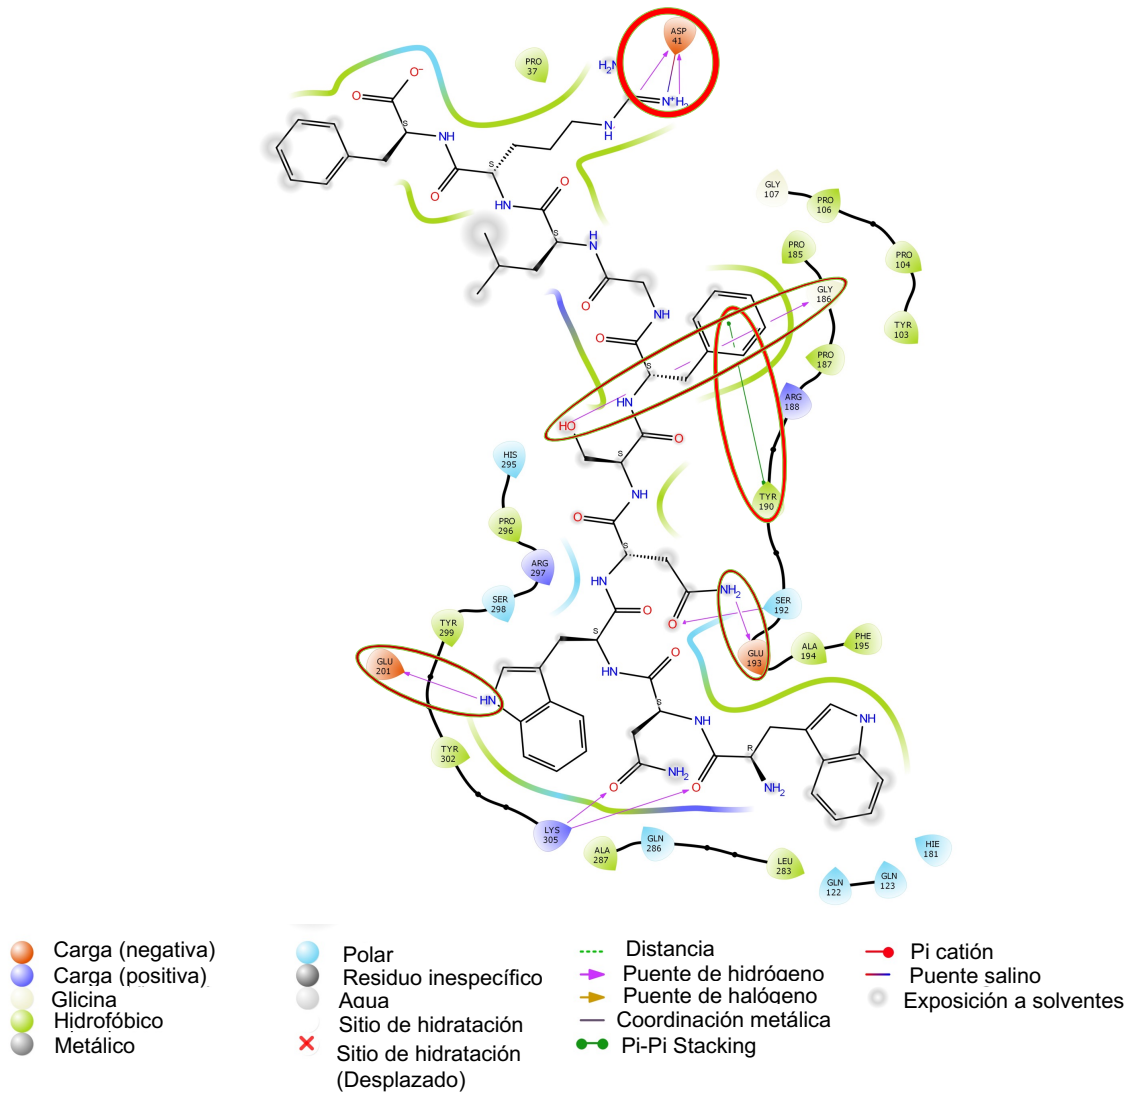 ASP
41
PRO
37
H2N
N+H2
O-
O
S
NH
N
H
S
O
HN
O
S
H
N
O
NH
O
S
HN
HO
O
S
NH
O
S
HN
NH2
O
O
S
HN
O
S
NH
O
HN
NH2
O
O
R
NH2
NH
GLY
107
PRO
106
PRO
185
PRO
104
GLY
186
TYR
103
PRO
187
ARG
188
TYR
190
HIS
295
PRO
296
ARG
297
SER
298
TYR
299
SER
192
GLU
193
ALA
194
PHE
195
GLU
201
TYR
302
LYS
305
ALA
287
GLN
286
LEU
283
GLN
122
GLN
123
HIE
181
Carga (negativa)
Carga (positiva)
Glicina
Hidrofóbico
Metálico
Polar
Residuo inespecífico
Agua
Sitio de hidratación
Sitio de hidratación
(Desplazado)
Distancia
Puente de hidrógeno
Puente de halógeno
Coordinación metálica
Pi-Pi Stacking
Pi catión
Puente salino
Exposición a solventes